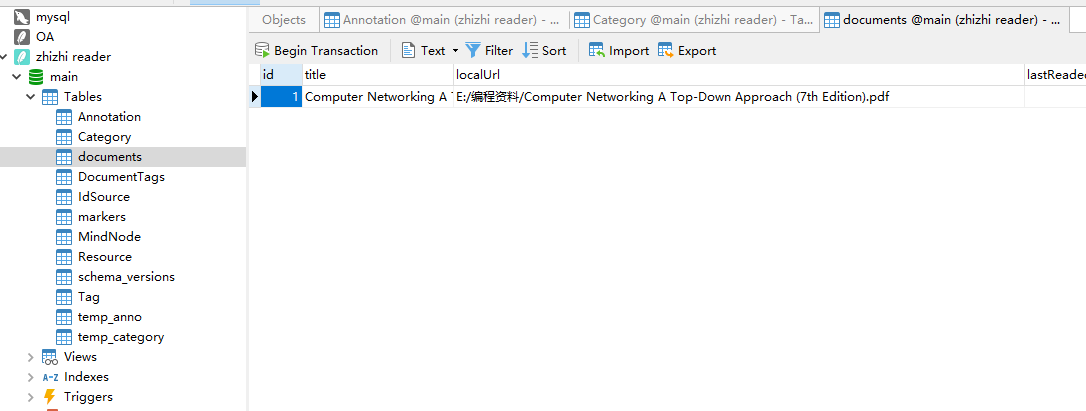 mysql
OA
zhizhi reader
main
Tables
Annotation
Category
documents
DocumentTags
IdSource
markers
MindNode
Resource
schema_versions
Tag
temp_anno
temp_category
Views
Indexes
Triggers
Objects
Annotation @main (zhizhi reader) - ...
Category @main (zhizhi reader) - Ta...
documents @main (zhizhi reader) - ...
Begin Transaction
Text
Filter
Sort
Import
Export
id title localUrl lastReade
1 Computer Networking A T E:/编程资料/Computer Networking A Top-Down Approach (7th Edition).pdf